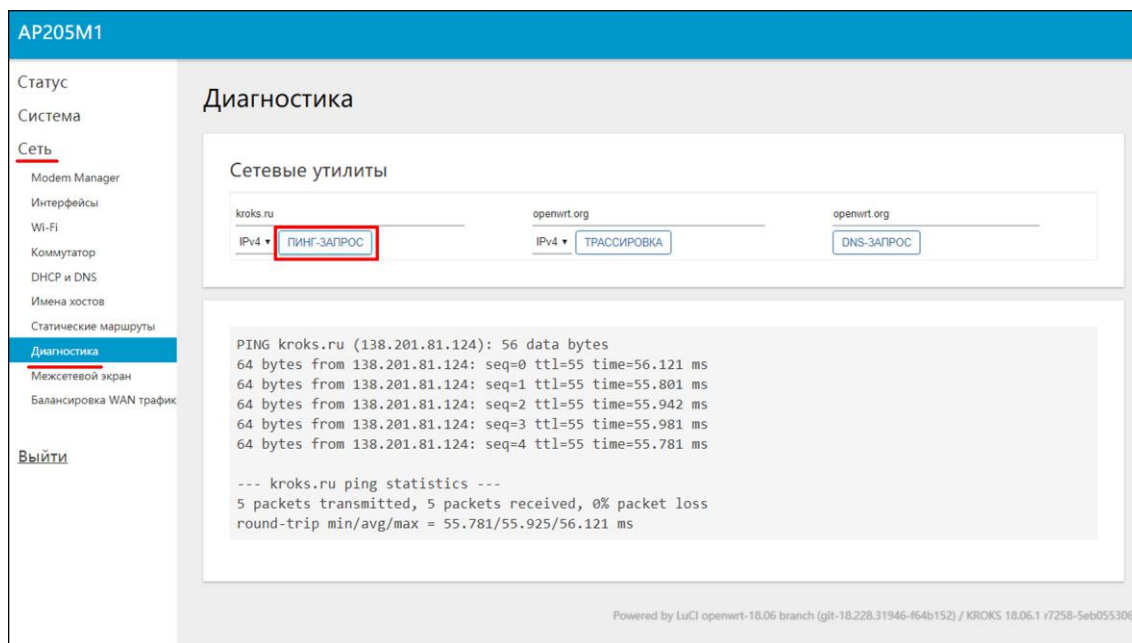 AP205M1
Статус
Система
Сеть
Modem Manager
Интерфейсы
Wi-Fi
Коммутатор
DHCP и DNS
Имена хостов
Статические маршруты
Диагностика
Межсетевой экран
Балансировка WAN трафик
Выйти
Диагностика
Сетевые утилиты
kroks.ru openwrt.org openwrt.org
IPv4 ▾ ПИНГ-ЗАПРОС IPv4 ▾ ТРАССИРОВКА DNS-ЗАПРОС
PING kroks.ru (138.201.81.124): 56 data bytes
64 bytes from 138.201.81.124: seq=0 ttl=55 time=56.121 ms
64 bytes from 138.201.81.124: seq=1 ttl=55 time=55.801 ms
64 bytes from 138.201.81.124: seq=2 ttl=55 time=55.942 ms
64 bytes from 138.201.81.124: seq=3 ttl=55 time=55.981 ms
64 bytes from 138.201.81.124: seq=4 ttl=55 time=55.781 ms
--- kroks.ru ping statistics ---
5 packets transmitted, 5 packets received, 0% packet loss
round-trip min/avg/max = 55.781/55.925/56.121 ms
Powered by LuCI openwrt-18.06 branch (git-18.228.31946-f64b152) / KROKS 18.06.1 r7258-5eb055306